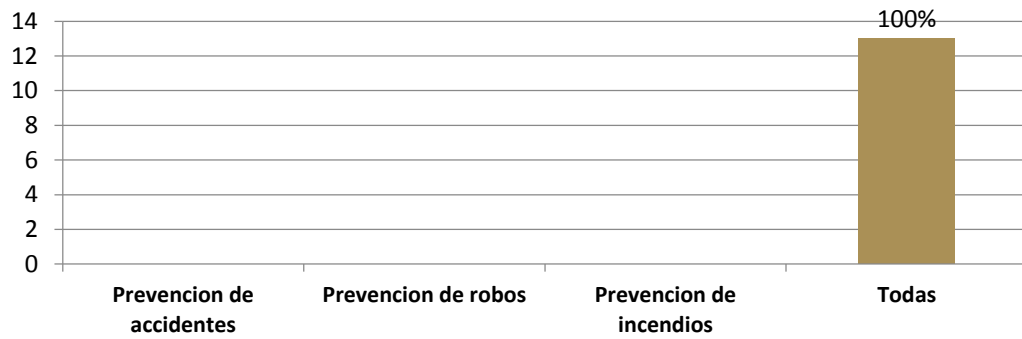 14
100%
12
10
8
6
4
2
0
Prevencion de accidentes
Prevencion de robos
Prevencion de incendios
Todas